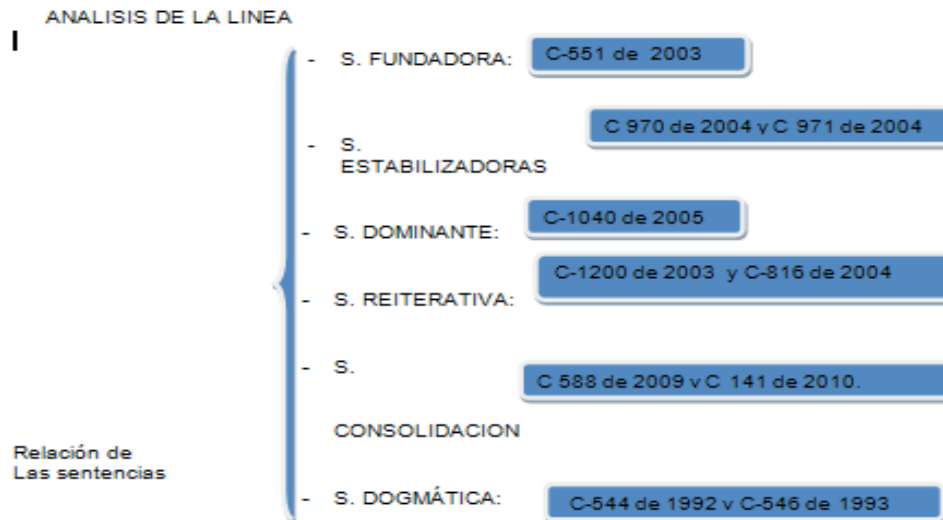 ANALISIS DE LA LINEA
- S. FUNDADORA: C-551 de 2003
C 970 de 2004 y C 971 de 2004
- S.
ESTABILIZADORAS
- S. DOMINANTE: C-1040 de 2005
C-1200 de 2003 y C-816 de 2004
- S. REITERATIVA:
- S.
C 588 de 2009 y C 141 de 2010.
CONSOLIDACION
Relación de
Las sentencias
- S. DOGMÁTICA: C-544 de 1992 y C-546 de 1993